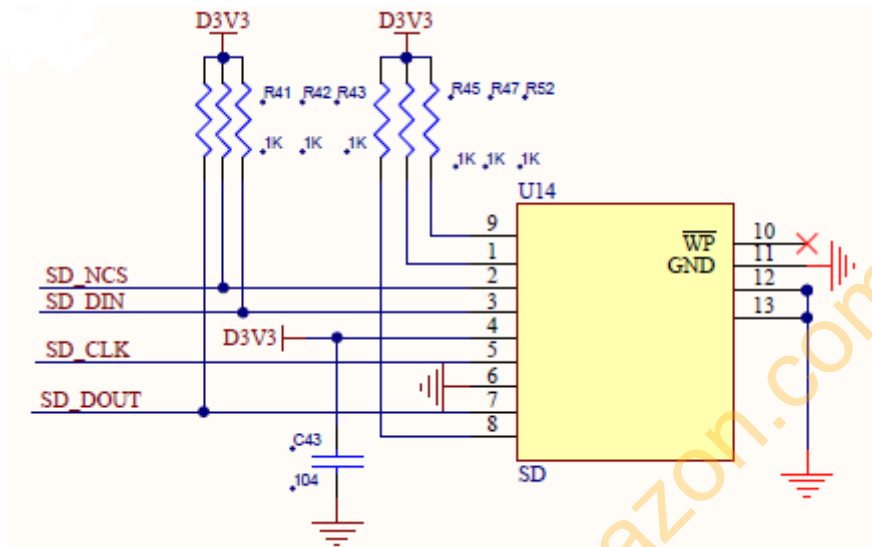 D3V3 D3V3
R41 R42 R43 R45 R47 R52
1K 1K 1K 1K 1K 1K
U14
9
1
2
3
4
5
6
7
8
WP 10
GND 11
12
13
SD_NCS
SD_DIN
D3V3
SD_CLK
SD_DOUT
C43
104
SD
azon.com